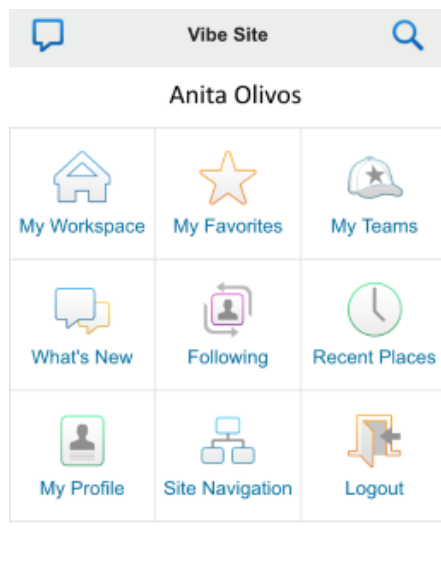 Vibe Site
Anita Olivos
My Workspace
My Favorites
My Teams
What's New
Following
Recent Places
My Profile
Site Navigation
Logout